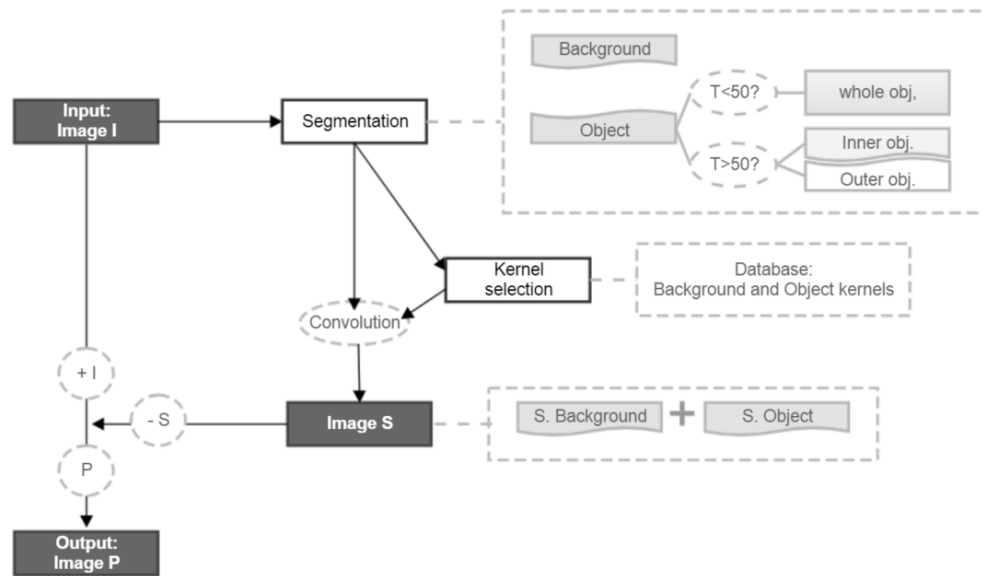 Background
Input:
Image I
Segmentation
Object
T<50?
whole obj,
T>50?
Inner obj.
Outer obj.
Kernel
selection
Database:
Background and Object kernels
Convolution
+ I
- S
Image S
S. Background
+
S. Object
P
Output:
Image P